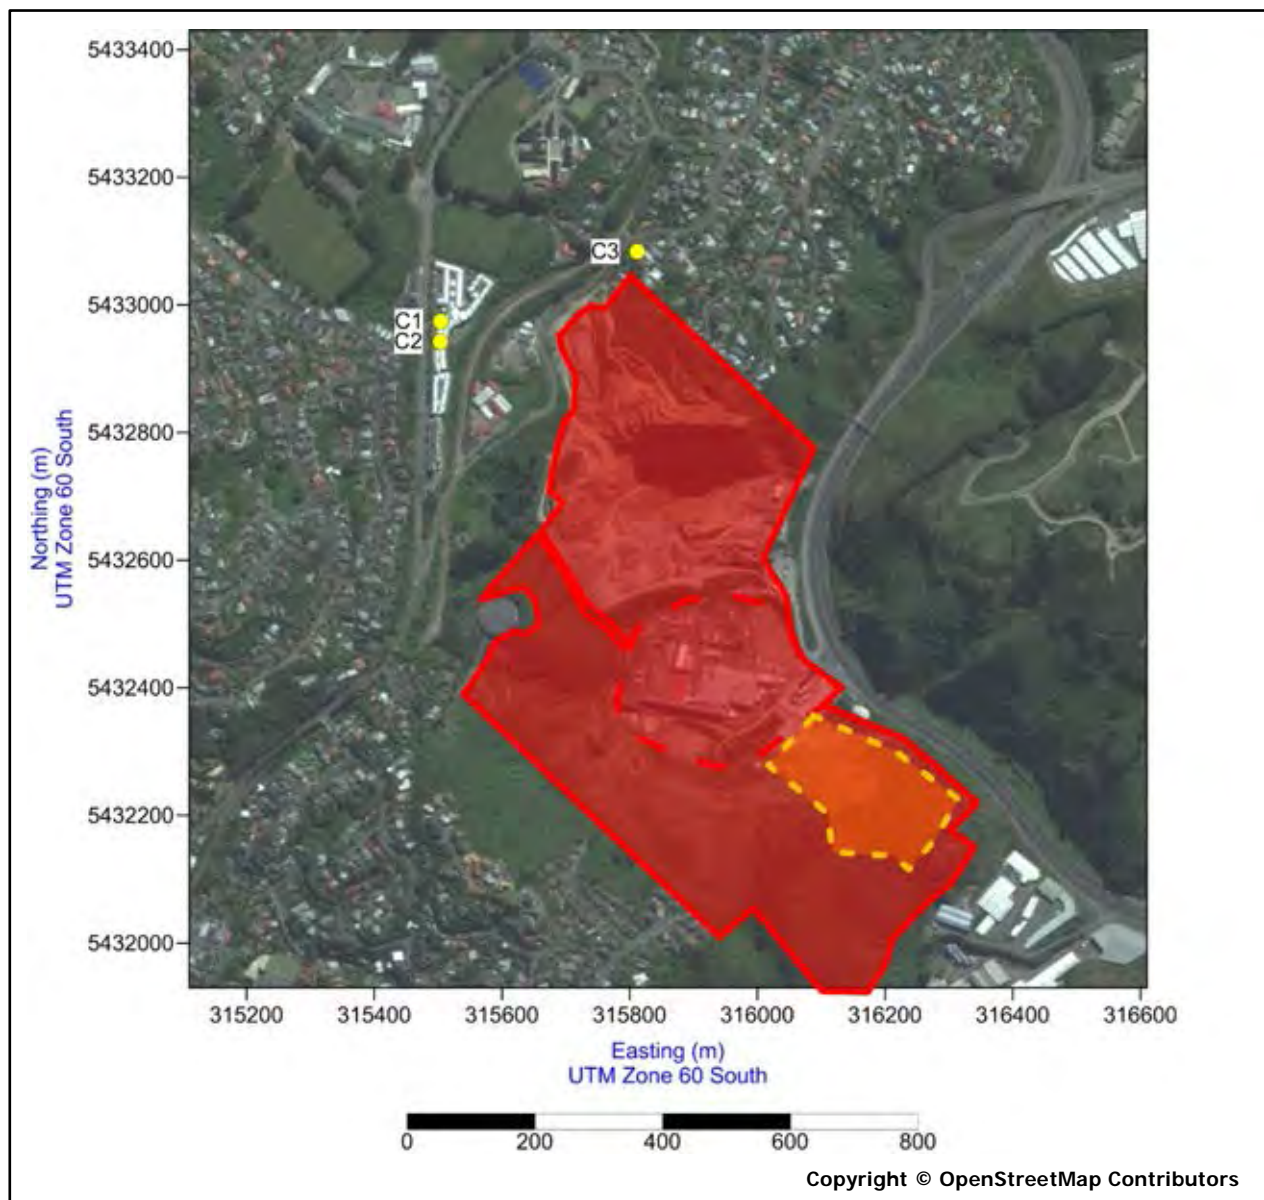 5433400
5433200
5433000
5432800
5432600
5432400
5432200
5432000
Northing (m)
UTM Zone 60 South
C3
C1
C2
315200 315400 315600 315800 316000 316200 316400 316600
Easting (m)
UTM Zone 60 South
0 200 400 600 800
Copyright © OpenStreetMap Contributors